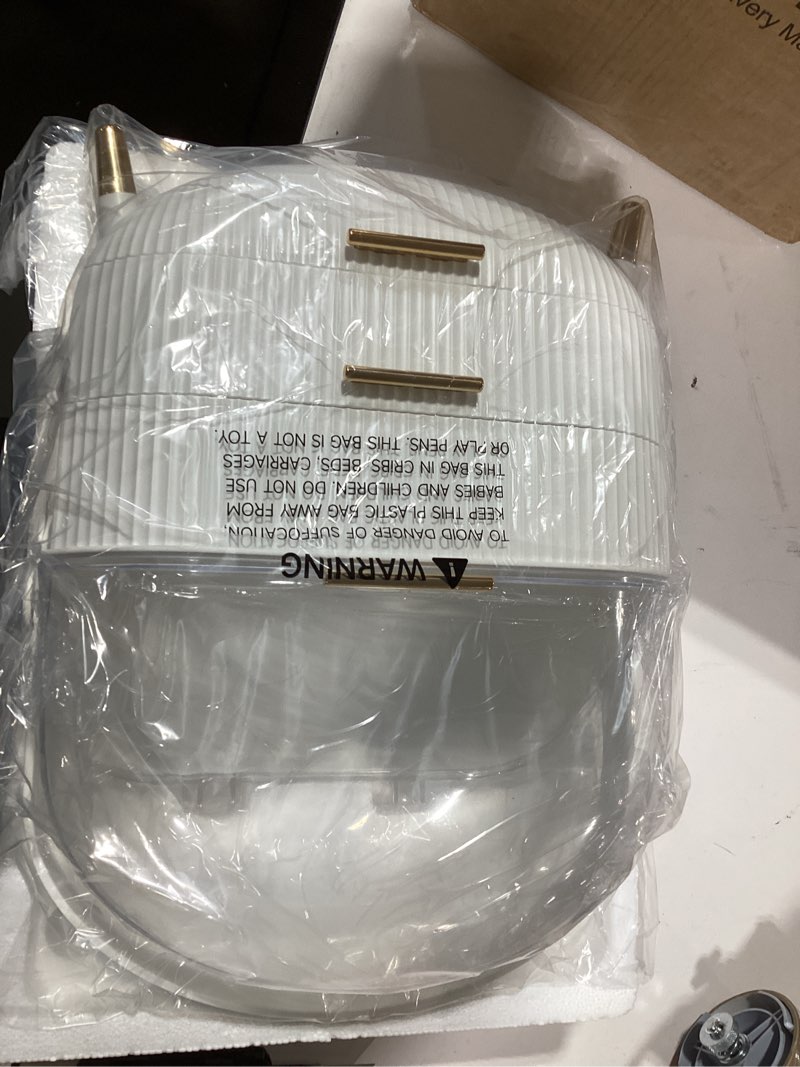 WARNING
TO AVOID DANGER OF SUFFOCATION,
KEEP THIS PLASTIC BAG AWAY FROM
BABIES AND CHILDREN. DO NOT USE
THIS BAG IN CRIBS, BEDS, CARRIAGES
OR PLAY PENS. THIS BAG IS NOT A TOY.